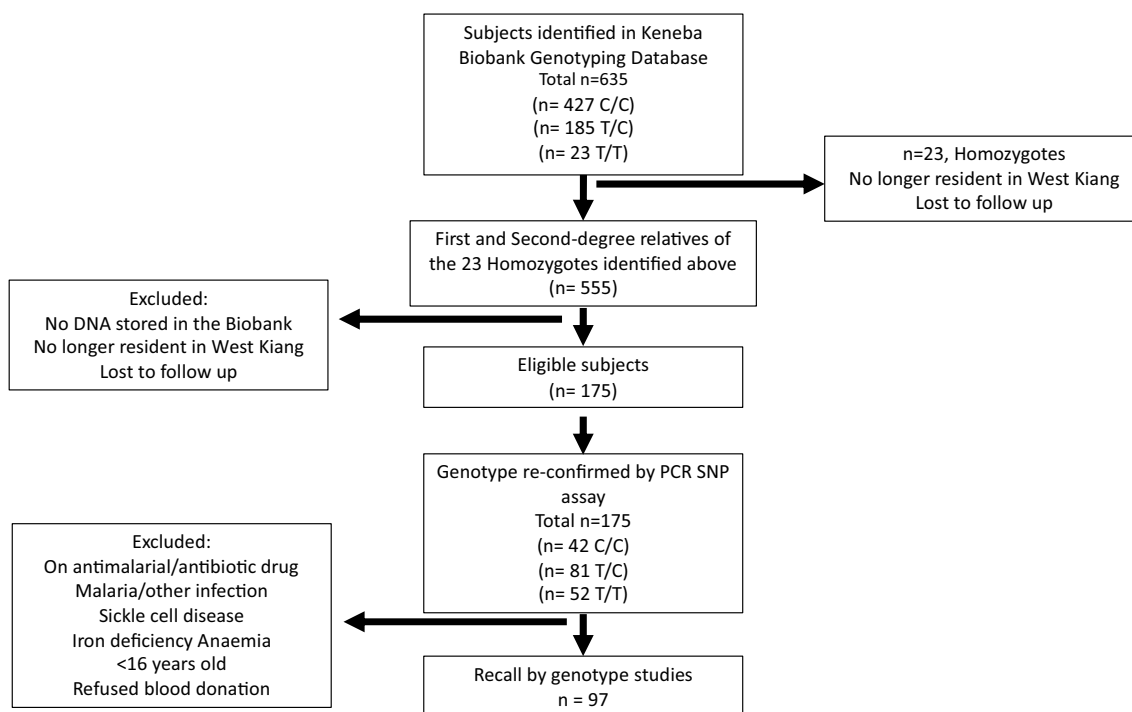 Subjects identified in Keneba
Biobank Genotyping Database
Total n=635
(n= 427 C/C)
(n= 185 T/C)
(n= 23 T/T)
n=23, Homozygotes
No longer resident in West Kiang
Lost to follow up
First and Second-degree relatives of
the 23 Homozygotes identified above
(n= 555)
Excluded:
No DNA stored in the Biobank
No longer resident in West Kiang
Lost to follow up
Eligible subjects
(n= 175)
Genotype re-confirmed by PCR SNP
assay
Total n=175
(n= 42 C/C)
(n= 81 T/C)
(n= 52 T/T)
Excluded:
On antimalarial/antibiotic drug
Malaria/other infection
Sickle cell disease
Iron deficiency Anaemia
<16 years old
Refused blood donation
Recall by genotype studies
n = 97